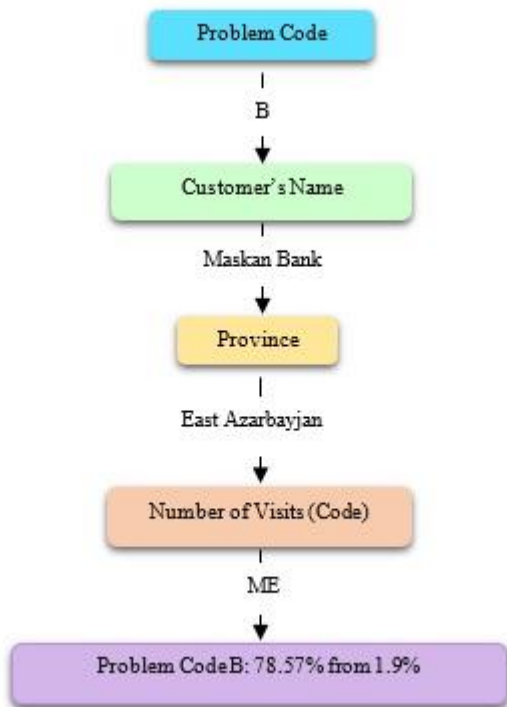 Problem Code
B
Customer's Name
Maskan Bank
Province
East Azarbayjan
Number of Visits (Code)
ME
Problem Code B: 78.57% from 1.9%